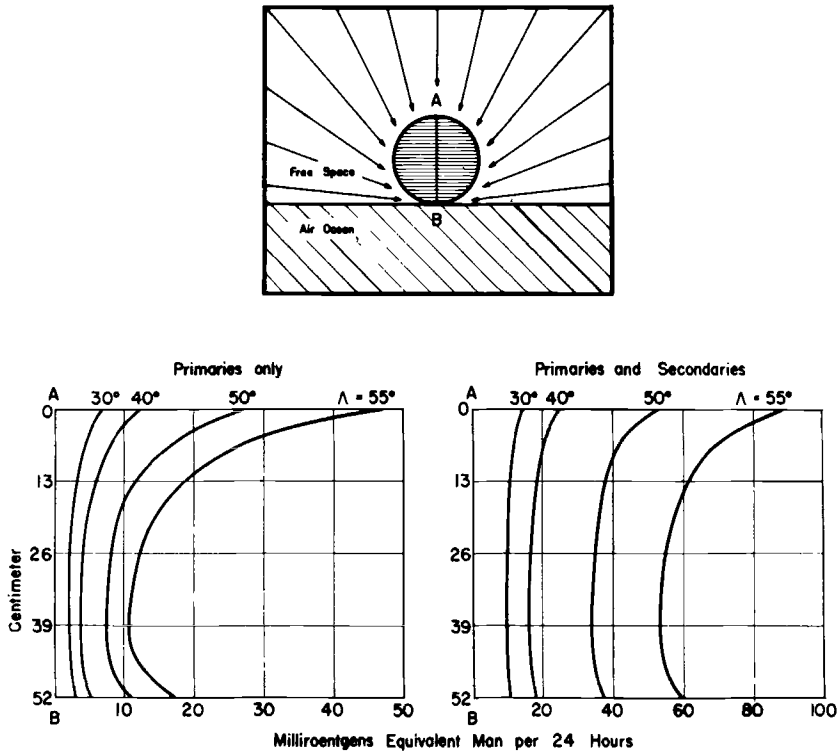 A
Free Space
B
Air Ocean
Primaries only
A 30° 40° 50° Λ = 55°
0
13
26
39
52
B
10 20 30 40 50
Centimeter
Primaries and Secondaries
A 30° 40° 50° Λ = 55°
0
13
26
39
52
B
20 40 60 80 100
Milliroentgens Equivalent Man per 24 Hours